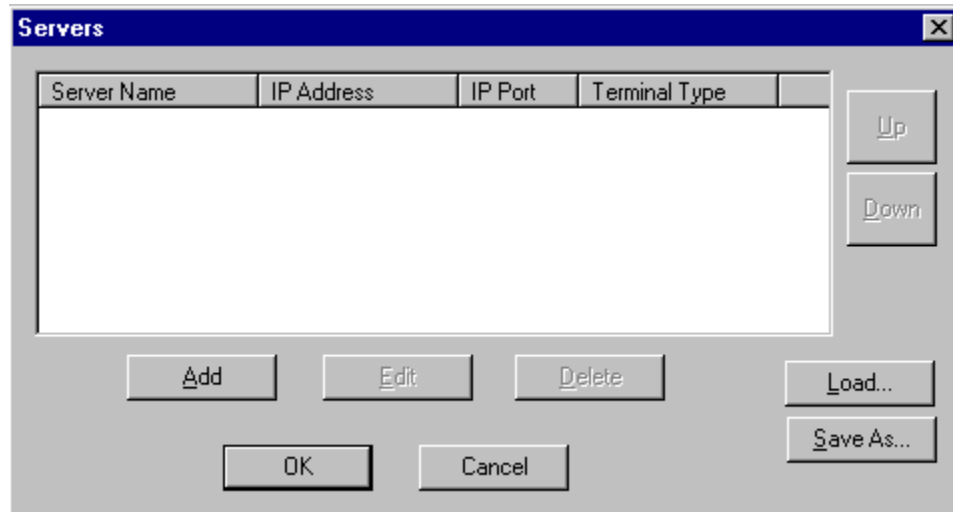 Servers
Server Name IP Address IP Port Terminal Type
Up
Down
Add Edit Delete
Load...
Save As...
OK Cancel